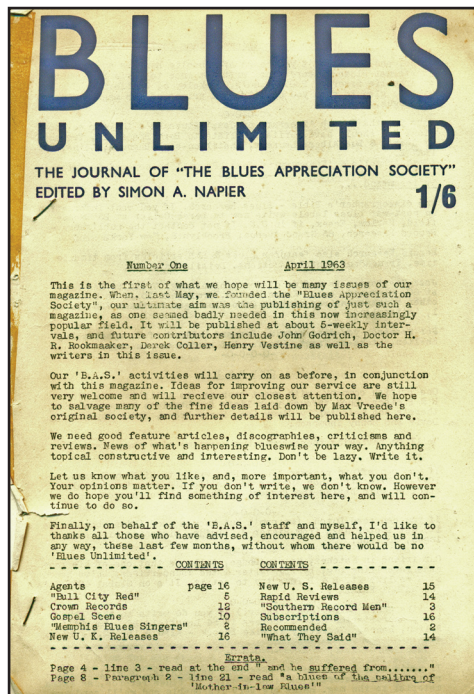 BLUES
UNLIMITED
THE JOURNAL OF "THE BLUES APPRECIATION SOCIETY"
EDITED BY SIMON A. NAPIER 1/6
Number One April 1963
This is the first of what we hope will be many issues of our
magazine. When, last May, we founded the "Blues Appreciation
Society", our ultimate aim was the publishing of just such a
magazine, as one seemed badly needed in this now increasingly
popular field. It will be published at about 5-weekly inter-
vals, and future contributors include John Godrich, Doctor H.
R. Rookmaaker, Derek Coller, Henry Vestine as well as the
writers in this issue.
Our 'B.A.S.' activities will carry on as before, in conjunction
with this magazine. Ideas for improving our service are still
very welcome and will recieve our closest attention. We hope
to salvage many of the fine ideas laid down by Max Vreede's
original society, and further details will be published here.
We need good feature articles, discographies, criticisms and
reviews. News of what's happening blueswise your way. Anything
topical constructive and interesting. Don't be lazy. Write it.
Let us know what you like, and, more important, what you don't.
Your opinions matter. If you don't write, we don't know. However
we do hope you'll find something of interest here, and will con-
tinue to do so.
Finally, on behalf of the 'B.A.S.' staff and myself, I'd like to
thanks all those who have advised, encouraged and helped us in
any way, these last few months, without whom there would be no
'Blues Unlimited'.
CONTENTS CONTENTS
Agents page 16 New U. S. Releases 15
"Bull City Red" 5 Rapid Reviews 14
Crown Records 12 "Southern Record Men" 3
Gospel Scene 10 Subscriptions 16
"Memphis Blues Singers" 8 Recommended 2
New U. K. Releases 16 "What They Said" 14
Errata.
Page 4 - line 3 - read at the end " and he suffered from......."
Page 8 - Paragraph 2 - line 21 - read "a blues of the calibre of
'Mother-in-law Blues'"